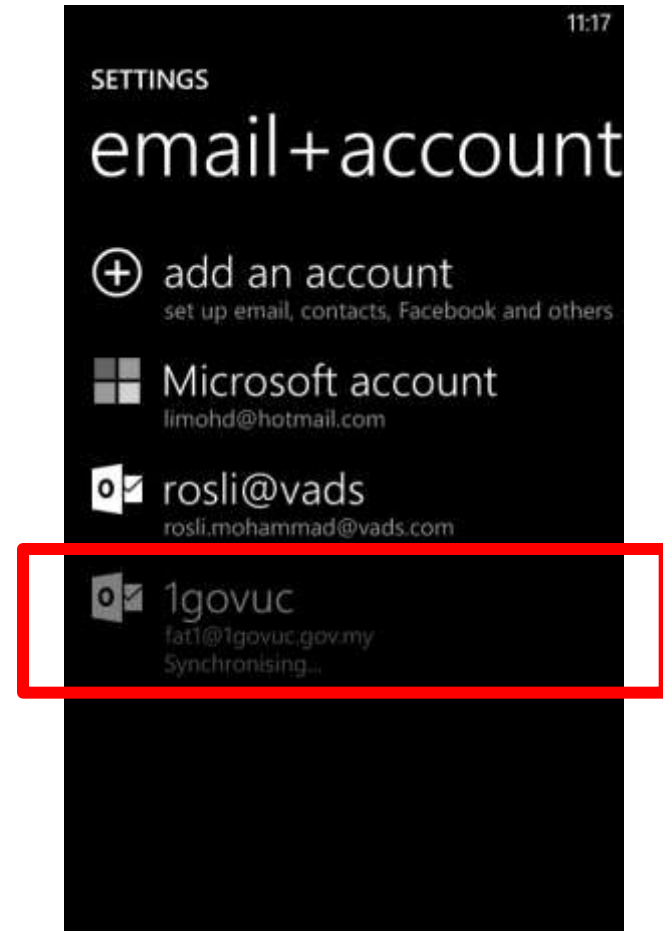 11:17
SETTINGS
email+account
add an account
set up email, contacts, Facebook and others
Microsoft account
limohd@hotmail.com
rosli@vads
rosli.mohammad@vads.com
1govuc
fat1@1govuc.gov.my
Synchronising...